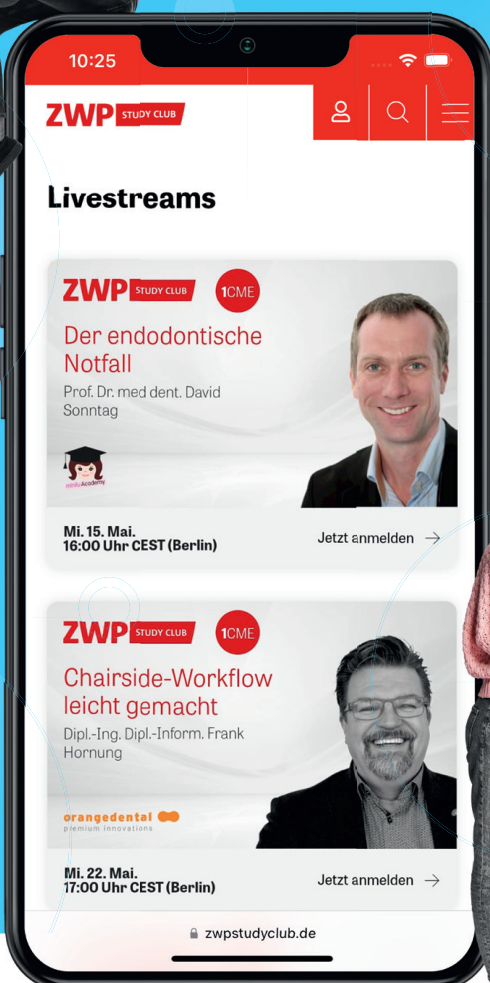 10:25
ZWP STUDY CLUB
Livestreams
ZWP STUDY CLUB 1CME
Der endodontische
Notfall
Prof. Dr. med dent. David
Sonntag
minilu Academy
Mi. 15. Mai.
16:00 Uhr CEST (Berlin)
Jetzt anmelden →
ZWP STUDY CLUB 1CME
Chairside-Workflow
leicht gemacht
Dipl.-Ing. Dipl.-Inform. Frank
Hornung
orangedental
premium innovations
Mi. 22. Mai.
17:00 Uhr CEST (Berlin)
Jetzt anmelden →
zwpstudyclub.de